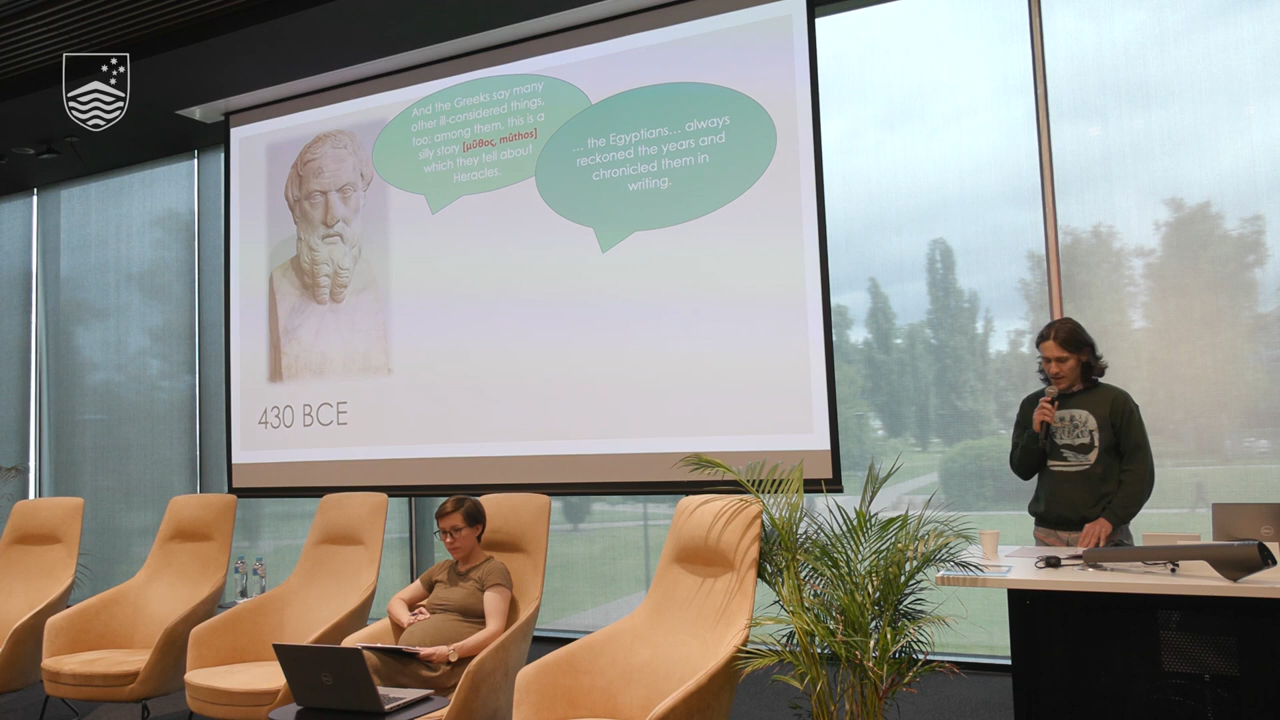 And the Greeks say many
other ill-considered things,
too; among them, this is a
silly story [μῦθος, mûthos]
which they tell about
Heracles.
... the Egyptians... always
reckoned the years and
chronicled them in
writing.
430 BCE
DELL